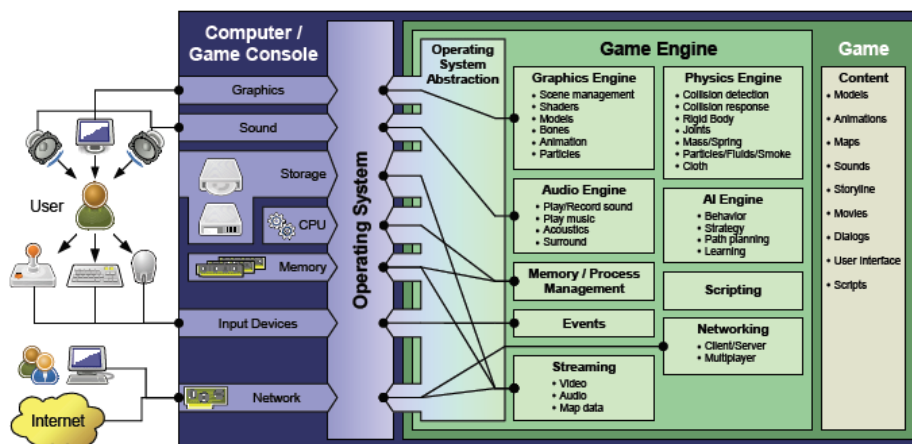 Computer /
Game Console
Graphics
Sound
Storage
CPU
Memory
Input Devices
Network
User
Internet
Operating System
Operating
System
Abstraction
Game Engine
Graphics Engine
• Scene management
• Shaders
• Models
• Bones
• Animation
• Particles
Audio Engine
• Play/Record sound
• Play music
• Acoustics
• Surround
Memory / Process
Management
Events
Streaming
• Video
• Audio
• Map data
Physics Engine
• Collision detection
• Collision response
• Rigid Body
• Joints
• Mass/Spring
• Particles/Fluids/Smoke
• Cloth
AI Engine
• Behavior
• Strategy
• Path planning
• Learning
Scripting
Networking
• Client/Server
• Multiplayer
Game
Content
• Models
• Animations
• Maps
• Sounds
• Storyline
• Movies
• Dialogs
• User Interface
• Scripts